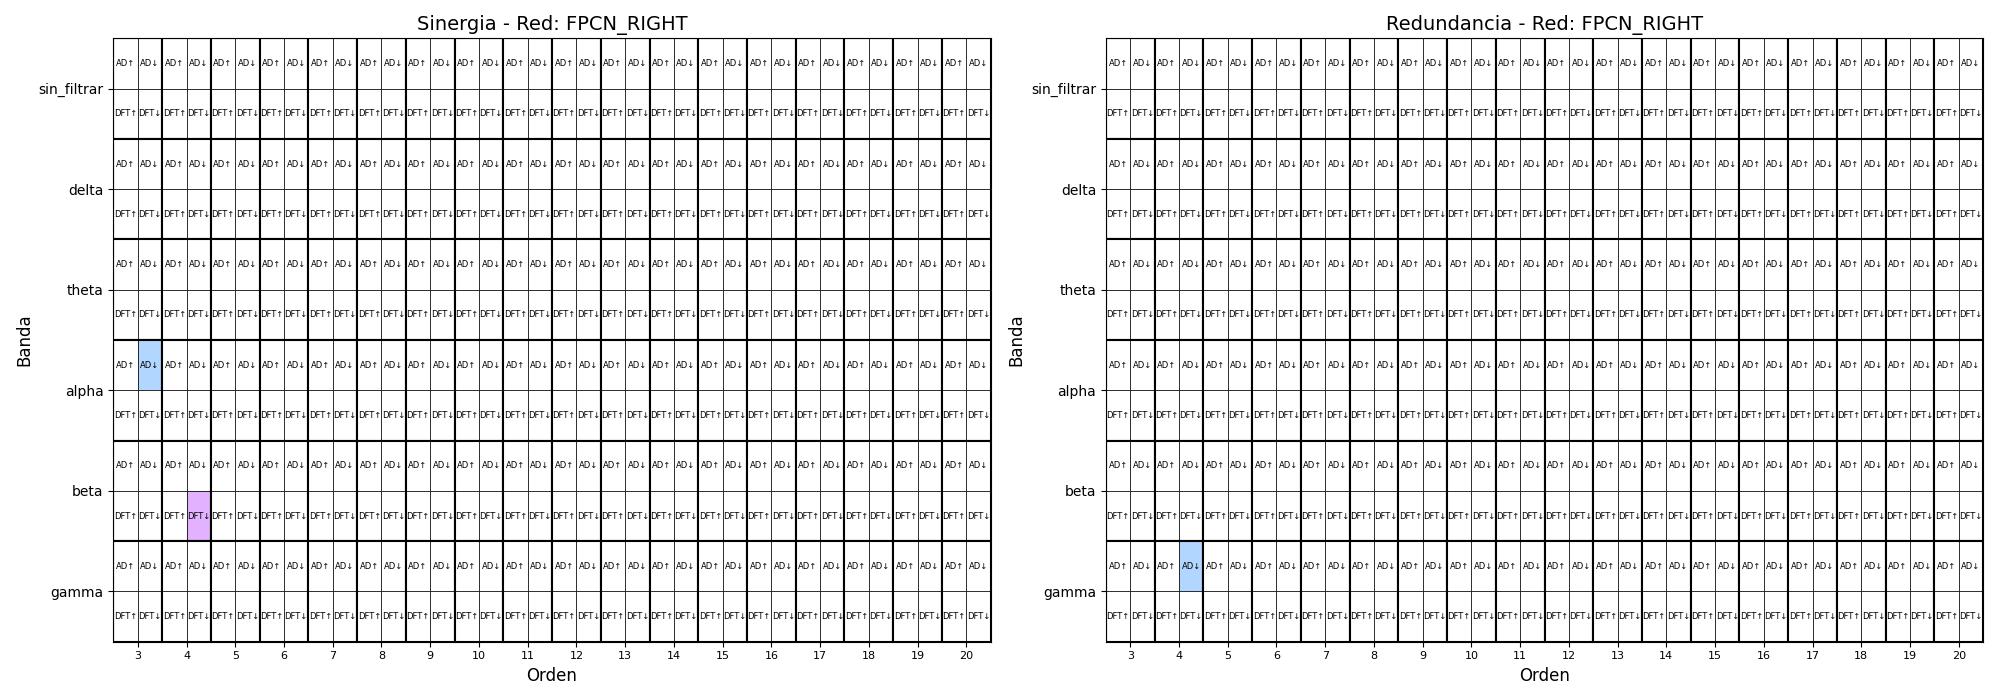 Sinergia - Red: FPCN_RIGHT
Banda
sin_filtrar
AD↑ AD↓ AD↑ AD↓ AD↑ AD↓ AD↑ AD↓ AD↑ AD↓ AD↑ AD↓ AD↑ AD↓ AD↑ AD↓ AD↑ AD↓ AD↑ AD↓ AD↑ AD↓ AD↑ AD↓ AD↑ AD↓ AD↑ AD↓ AD↑ AD↓ AD↑ AD↓ AD↑ AD↓ AD↑ AD↓
DFT↑ DFT↓ DFT↑ DFT↓ DFT↑ DFT↓ DFT↑ DFT↓ DFT↑ DFT↓ DFT↑ DFT↓ DFT↑ DFT↓ DFT↑ DFT↓ DFT↑ DFT↓ DFT↑ DFT↓ DFT↑ DFT↓ DFT↑ DFT↓ DFT↑ DFT↓ DFT↑ DFT↓ DFT↑ DFT↓ DFT↑ DFT↓ DFT↑ DFT↓ DFT↑ DFT↓
delta
AD↑ AD↓ AD↑ AD↓ AD↑ AD↓ AD↑ AD↓ AD↑ AD↓ AD↑ AD↓ AD↑ AD↓ AD↑ AD↓ AD↑ AD↓ AD↑ AD↓ AD↑ AD↓ AD↑ AD↓ AD↑ AD↓ AD↑ AD↓ AD↑ AD↓ AD↑ AD↓ AD↑ AD↓ AD↑ AD↓
DFT↑ DFT↓ DFT↑ DFT↓ DFT↑ DFT↓ DFT↑ DFT↓ DFT↑ DFT↓ DFT↑ DFT↓ DFT↑ DFT↓ DFT↑ DFT↓ DFT↑ DFT↓ DFT↑ DFT↓ DFT↑ DFT↓ DFT↑ DFT↓ DFT↑ DFT↓ DFT↑ DFT↓ DFT↑ DFT↓ DFT↑ DFT↓ DFT↑ DFT↓ DFT↑ DFT↓
theta
AD↑ AD↓ AD↑ AD↓ AD↑ AD↓ AD↑ AD↓ AD↑ AD↓ AD↑ AD↓ AD↑ AD↓ AD↑ AD↓ AD↑ AD↓ AD↑ AD↓ AD↑ AD↓ AD↑ AD↓ AD↑ AD↓ AD↑ AD↓ AD↑ AD↓ AD↑ AD↓ AD↑ AD↓ AD↑ AD↓
DFT↑ DFT↓ DFT↑ DFT↓ DFT↑ DFT↓ DFT↑ DFT↓ DFT↑ DFT↓ DFT↑ DFT↓ DFT↑ DFT↓ DFT↑ DFT↓ DFT↑ DFT↓ DFT↑ DFT↓ DFT↑ DFT↓ DFT↑ DFT↓ DFT↑ DFT↓ DFT↑ DFT↓ DFT↑ DFT↓ DFT↑ DFT↓ DFT↑ DFT↓ DFT↑ DFT↓
alpha
AD↑ AD↓ AD↑ AD↓ AD↑ AD↓ AD↑ AD↓ AD↑ AD↓ AD↑ AD↓ AD↑ AD↓ AD↑ AD↓ AD↑ AD↓ AD↑ AD↓ AD↑ AD↓ AD↑ AD↓ AD↑ AD↓ AD↑ AD↓ AD↑ AD↓ AD↑ AD↓ AD↑ AD↓ AD↑ AD↓
DFT↑ DFT↓ DFT↑ DFT↓ DFT↑ DFT↓ DFT↑ DFT↓ DFT↑ DFT↓ DFT↑ DFT↓ DFT↑ DFT↓ DFT↑ DFT↓ DFT↑ DFT↓ DFT↑ DFT↓ DFT↑ DFT↓ DFT↑ DFT↓ DFT↑ DFT↓ DFT↑ DFT↓ DFT↑ DFT↓ DFT↑ DFT↓ DFT↑ DFT↓ DFT↑ DFT↓
beta
AD↑ AD↓ AD↑ AD↓ AD↑ AD↓ AD↑ AD↓ AD↑ AD↓ AD↑ AD↓ AD↑ AD↓ AD↑ AD↓ AD↑ AD↓ AD↑ AD↓ AD↑ AD↓ AD↑ AD↓ AD↑ AD↓ AD↑ AD↓ AD↑ AD↓ AD↑ AD↓ AD↑ AD↓ AD↑ AD↓
DFT↑ DFT↓ DFT↑ DFT↓ DFT↑ DFT↓ DFT↑ DFT↓ DFT↑ DFT↓ DFT↑ DFT↓ DFT↑ DFT↓ DFT↑ DFT↓ DFT↑ DFT↓ DFT↑ DFT↓ DFT↑ DFT↓ DFT↑ DFT↓ DFT↑ DFT↓ DFT↑ DFT↓ DFT↑ DFT↓ DFT↑ DFT↓ DFT↑ DFT↓ DFT↑ DFT↓
gamma
AD↑ AD↓ AD↑ AD↓ AD↑ AD↓ AD↑ AD↓ AD↑ AD↓ AD↑ AD↓ AD↑ AD↓ AD↑ AD↓ AD↑ AD↓ AD↑ AD↓ AD↑ AD↓ AD↑ AD↓ AD↑ AD↓ AD↑ AD↓ AD↑ AD↓ AD↑ AD↓ AD↑ AD↓ AD↑ AD↓
DFT↑ DFT↓ DFT↑ DFT↓ DFT↑ DFT↓ DFT↑ DFT↓ DFT↑ DFT↓ DFT↑ DFT↓ DFT↑ DFT↓ DFT↑ DFT↓ DFT↑ DFT↓ DFT↑ DFT↓ DFT↑ DFT↓ DFT↑ DFT↓ DFT↑ DFT↓ DFT↑ DFT↓ DFT↑ DFT↓ DFT↑ DFT↓ DFT↑ DFT↓ DFT↑ DFT↓
3 4 5 6 7 8 9 10 11 12 13 14 15 16 17 18 19 20
Orden
Redundancia - Red: FPCN_RIGHT
Banda
sin_filtrar
AD↑ AD↓ AD↑ AD↓ AD↑ AD↓ AD↑ AD↓ AD↑ AD↓ AD↑ AD↓ AD↑ AD↓ AD↑ AD↓ AD↑ AD↓ AD↑ AD↓ AD↑ AD↓ AD↑ AD↓ AD↑ AD↓ AD↑ AD↓ AD↑ AD↓ AD↑ AD↓ AD↑ AD↓ AD↑ AD↓
DFT↑ DFT↓ DFT↑ DFT↓ DFT↑ DFT↓ DFT↑ DFT↓ DFT↑ DFT↓ DFT↑ DFT↓ DFT↑ DFT↓ DFT↑ DFT↓ DFT↑ DFT↓ DFT↑ DFT↓ DFT↑ DFT↓ DFT↑ DFT↓ DFT↑ DFT↓ DFT↑ DFT↓ DFT↑ DFT↓ DFT↑ DFT↓ DFT↑ DFT↓ DFT↑ DFT↓
delta
AD↑ AD↓ AD↑ AD↓ AD↑ AD↓ AD↑ AD↓ AD↑ AD↓ AD↑ AD↓ AD↑ AD↓ AD↑ AD↓ AD↑ AD↓ AD↑ AD↓ AD↑ AD↓ AD↑ AD↓ AD↑ AD↓ AD↑ AD↓ AD↑ AD↓ AD↑ AD↓ AD↑ AD↓ AD↑ AD↓
DFT↑ DFT↓ DFT↑ DFT↓ DFT↑ DFT↓ DFT↑ DFT↓ DFT↑ DFT↓ DFT↑ DFT↓ DFT↑ DFT↓ DFT↑ DFT↓ DFT↑ DFT↓ DFT↑ DFT↓ DFT↑ DFT↓ DFT↑ DFT↓ DFT↑ DFT↓ DFT↑ DFT↓ DFT↑ DFT↓ DFT↑ DFT↓ DFT↑ DFT↓ DFT↑ DFT↓
theta
AD↑ AD↓ AD↑ AD↓ AD↑ AD↓ AD↑ AD↓ AD↑ AD↓ AD↑ AD↓ AD↑ AD↓ AD↑ AD↓ AD↑ AD↓ AD↑ AD↓ AD↑ AD↓ AD↑ AD↓ AD↑ AD↓ AD↑ AD↓ AD↑ AD↓ AD↑ AD↓ AD↑ AD↓ AD↑ AD↓
DFT↑ DFT↓ DFT↑ DFT↓ DFT↑ DFT↓ DFT↑ DFT↓ DFT↑ DFT↓ DFT↑ DFT↓ DFT↑ DFT↓ DFT↑ DFT↓ DFT↑ DFT↓ DFT↑ DFT↓ DFT↑ DFT↓ DFT↑ DFT↓ DFT↑ DFT↓ DFT↑ DFT↓ DFT↑ DFT↓ DFT↑ DFT↓ DFT↑ DFT↓ DFT↑ DFT↓
alpha
AD↑ AD↓ AD↑ AD↓ AD↑ AD↓ AD↑ AD↓ AD↑ AD↓ AD↑ AD↓ AD↑ AD↓ AD↑ AD↓ AD↑ AD↓ AD↑ AD↓ AD↑ AD↓ AD↑ AD↓ AD↑ AD↓ AD↑ AD↓ AD↑ AD↓ AD↑ AD↓ AD↑ AD↓ AD↑ AD↓
DFT↑ DFT↓ DFT↑ DFT↓ DFT↑ DFT↓ DFT↑ DFT↓ DFT↑ DFT↓ DFT↑ DFT↓ DFT↑ DFT↓ DFT↑ DFT↓ DFT↑ DFT↓ DFT↑ DFT↓ DFT↑ DFT↓ DFT↑ DFT↓ DFT↑ DFT↓ DFT↑ DFT↓ DFT↑ DFT↓ DFT↑ DFT↓ DFT↑ DFT↓ DFT↑ DFT↓
beta
AD↑ AD↓ AD↑ AD↓ AD↑ AD↓ AD↑ AD↓ AD↑ AD↓ AD↑ AD↓ AD↑ AD↓ AD↑ AD↓ AD↑ AD↓ AD↑ AD↓ AD↑ AD↓ AD↑ AD↓ AD↑ AD↓ AD↑ AD↓ AD↑ AD↓ AD↑ AD↓ AD↑ AD↓ AD↑ AD↓
DFT↑ DFT↓ DFT↑ DFT↓ DFT↑ DFT↓ DFT↑ DFT↓ DFT↑ DFT↓ DFT↑ DFT↓ DFT↑ DFT↓ DFT↑ DFT↓ DFT↑ DFT↓ DFT↑ DFT↓ DFT↑ DFT↓ DFT↑ DFT↓ DFT↑ DFT↓ DFT↑ DFT↓ DFT↑ DFT↓ DFT↑ DFT↓ DFT↑ DFT↓ DFT↑ DFT↓
gamma
AD↑ AD↓ AD↑ AD↓ AD↑ AD↓ AD↑ AD↓ AD↑ AD↓ AD↑ AD↓ AD↑ AD↓ AD↑ AD↓ AD↑ AD↓ AD↑ AD↓ AD↑ AD↓ AD↑ AD↓ AD↑ AD↓ AD↑ AD↓ AD↑ AD↓ AD↑ AD↓ AD↑ AD↓ AD↑ AD↓
DFT↑ DFT↓ DFT↑ DFT↓ DFT↑ DFT↓ DFT↑ DFT↓ DFT↑ DFT↓ DFT↑ DFT↓ DFT↑ DFT↓ DFT↑ DFT↓ DFT↑ DFT↓ DFT↑ DFT↓ DFT↑ DFT↓ DFT↑ DFT↓ DFT↑ DFT↓ DFT↑ DFT↓ DFT↑ DFT↓ DFT↑ DFT↓ DFT↑ DFT↓ DFT↑ DFT↓
3 4 5 6 7 8 9 10 11 12 13 14 15 16 17 18 19 20
Orden